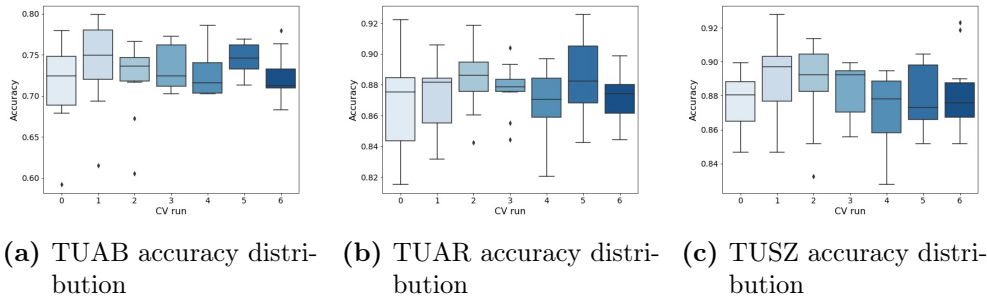 0.80
0.75
0.70
0.65
0.60
Accuracy
0 1 2 3 4 5 6
CV run
0.92
0.90
0.88
0.86
0.84
0.82
Accuracy
0 1 2 3 4 5 6
CV run
0.92
0.90
0.88
0.86
0.84
Accuracy
0 1 2 3 4 5 6
CV run
(a) TUAB accuracy distri-
bution
(b) TUAR accuracy distri-
bution
(c) TUSZ accuracy distri-
bution